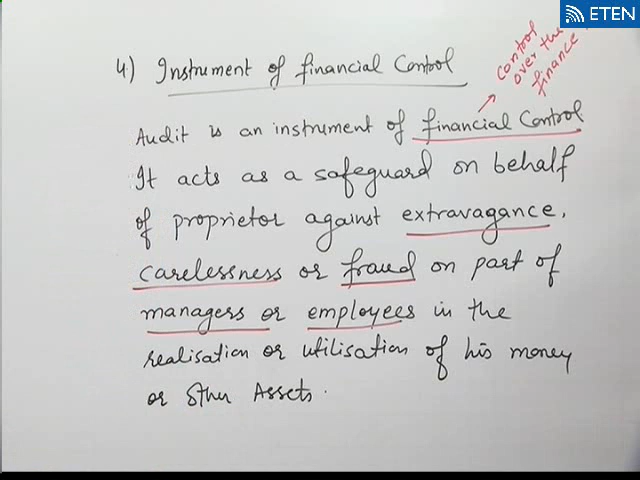 ETEN
Control
over the
finance
4) Instrument of financial Control
Audit is an instrument of financial Control
It acts as a safeguard on behalf
of proprietor against extravagance,
carelessness or fraud on part of
managers or employees in the
realisation or utilisation of his money
or other Assets.